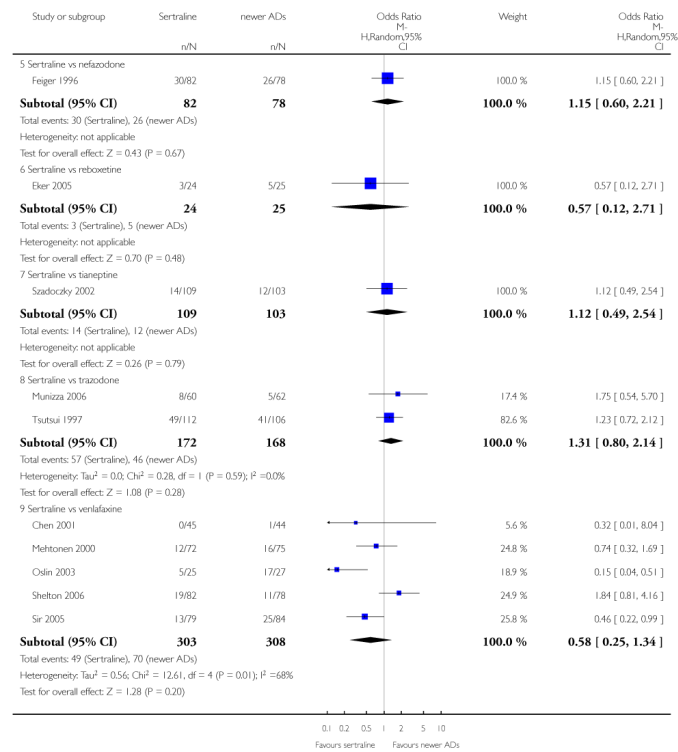 Study or subgroup Sertraline newer ADs Odds Ratio Weight Odds Ratio
M- M-
H,Random,95% H,Random,95%
n/N n/N CI CI
5 Sertraline vs nefazodone
Feiger 1996 30/82 26/78 100.0 % 1.15 [ 0.60, 2.21 ]
Subtotal (95% CI) 82 78 100.0 % 1.15 [ 0.60, 2.21 ]
Total events: 30 (Sertraline), 26 (newer ADs)
Heterogeneity: not applicable
Test for overall effect: Z = 0.43 (P = 0.67)
6 Sertraline vs reboxetine
Eker 2005 3/24 5/25 100.0 % 0.57 [ 0.12, 2.71 ]
Subtotal (95% CI) 24 25 100.0 % 0.57 [ 0.12, 2.71 ]
Total events: 3 (Sertraline), 5 (newer ADs)
Heterogeneity: not applicable
Test for overall effect: Z = 0.70 (P = 0.48)
7 Sertraline vs tianeptine
Szadoczky 2002 14/109 12/103 100.0 % 1.12 [ 0.49, 2.54 ]
Subtotal (95% CI) 109 103 100.0 % 1.12 [ 0.49, 2.54 ]
Total events: 14 (Sertraline), 12 (newer ADs)
Heterogeneity: not applicable
Test for overall effect: Z = 0.26 (P = 0.79)
8 Sertraline vs trazodone
Munizza 2006 8/60 5/62 17.4 % 1.75 [ 0.54, 5.70 ]
Tsutsui 1997 49/112 41/106 82.6 % 1.23 [ 0.72, 2.12 ]
Subtotal (95% CI) 172 168 100.0 % 1.31 [ 0.80, 2.14 ]
Total events: 57 (Sertraline), 46 (newer ADs)
Heterogeneity: Tau² = 0.0; Chi² = 0.28, df = 1 (P = 0.59); I² =0.0%
Test for overall effect: Z = 1.08 (P = 0.28)
9 Sertraline vs venlafaxine
Chen 2001 0/45 1/44 5.6 % 0.32 [ 0.01, 8.04 ]
Mehtonen 2000 12/72 16/75 24.8 % 0.74 [ 0.32, 1.69 ]
Oslin 2003 5/25 17/27 18.9 % 0.15 [ 0.04, 0.51 ]
Shelton 2006 19/82 11/78 24.9 % 1.84 [ 0.81, 4.16 ]
Sir 2005 13/79 25/84 25.8 % 0.46 [ 0.22, 0.99 ]
Subtotal (95% CI) 303 308 100.0 % 0.58 [ 0.25, 1.34 ]
Total events: 49 (Sertraline), 70 (newer ADs)
Heterogeneity: Tau² = 0.56; Chi² = 12.61, df = 4 (P = 0.01); I² =68%
Test for overall effect: Z = 1.28 (P = 0.20)
0.1 0.2 0.5 1 2 5 10
Favours sertraline Favours newer ADs